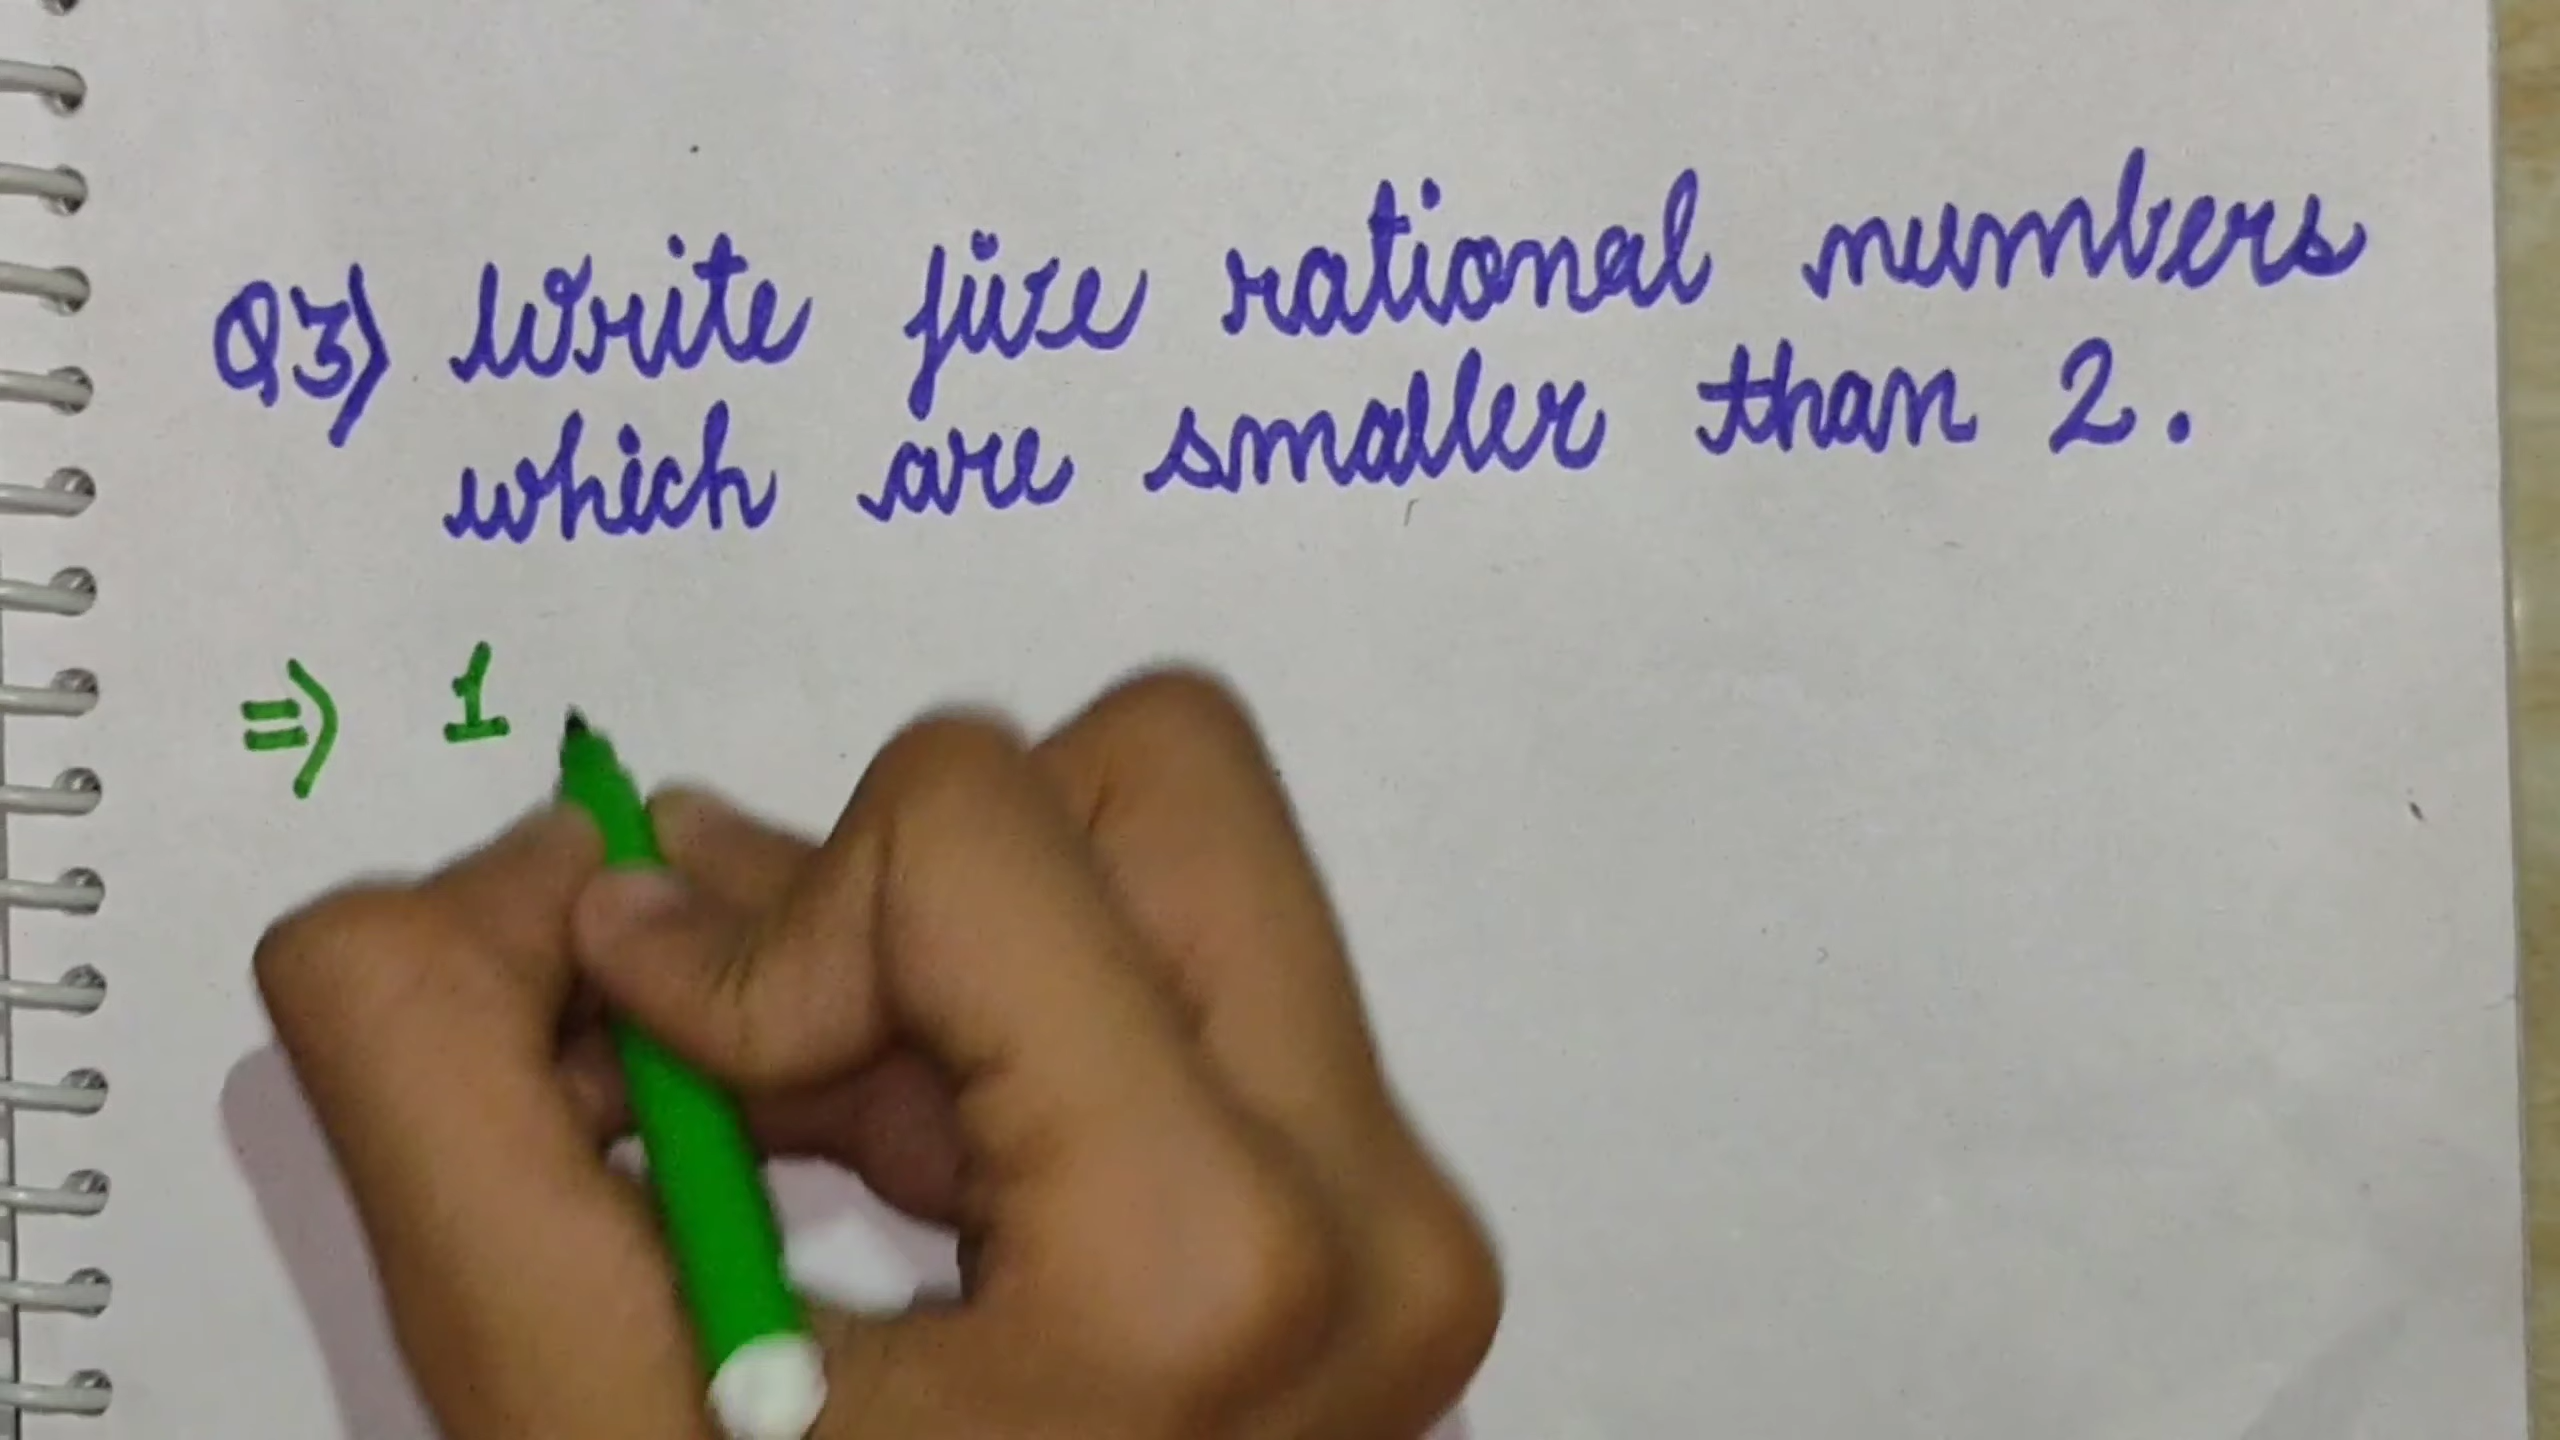 Q3) Write five rational numbers
which are smaller than 2.
=) 1